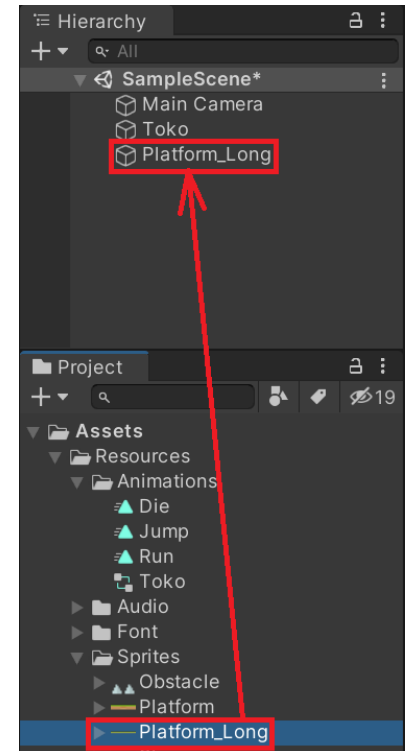 Hierarchy
All
SampleScene*
Main Camera
Toko
Platform_Long
Project
19
Assets
Resources
Animations
Die
Jump
Run
Toko
Audio
Font
Sprites
Obstacle
Platform
Platform_Long